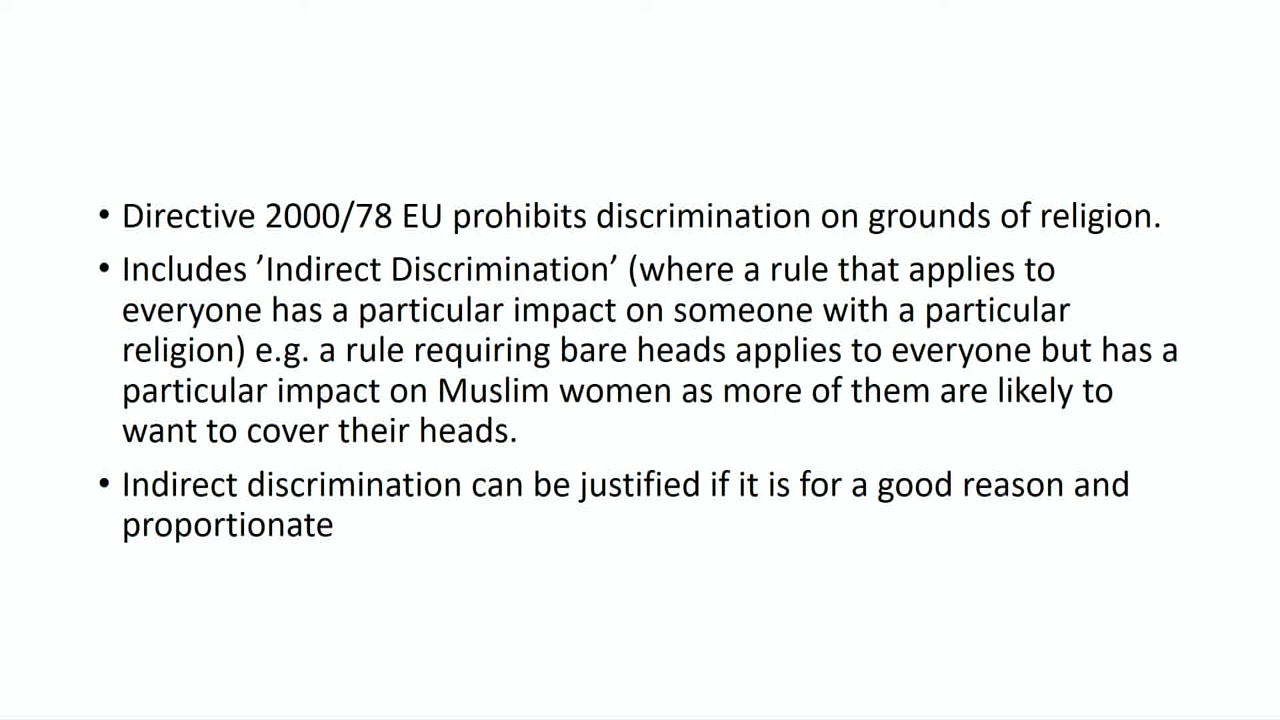 • Directive 2000/78 EU prohibits discrimination on grounds of religion.
• Includes ’Indirect Discrimination’ (where a rule that applies to
everyone has a particular impact on someone with a particular
religion) e.g. a rule requiring bare heads applies to everyone but has a
particular impact on Muslim women as more of them are likely to
want to cover their heads.
• Indirect discrimination can be justified if it is for a good reason and
proportionate